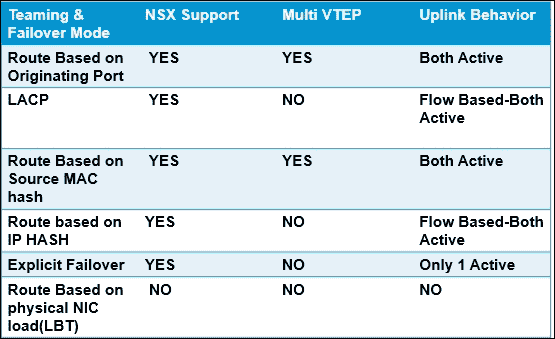 Teaming & Failover Mode NSX Support Multi VTEP Uplink Behavior
Route Based on Originating Port YES YES Both Active
LACP YES NO Flow Based-Both Active
Route Based on Source MAC hash YES YES Both Active
Route based on IP HASH YES NO Flow Based-Both Active
Explicit Failover YES NO Only 1 Active
Route Based on physical NIC load(LBT) NO NO NO